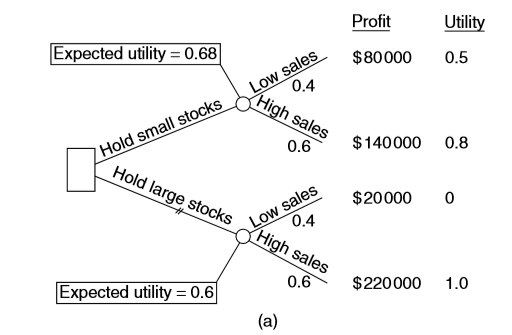 Profit Utility
Expected utility = 0.68
Low sales $80000 0.5
0.4
Hold small stocks
High sales
0.6 $140000 0.8
Hold large stocks
Low sales $20000 0
0.4
High sales
0.6 $220000 1.0
Expected utility = 0.6
(a)